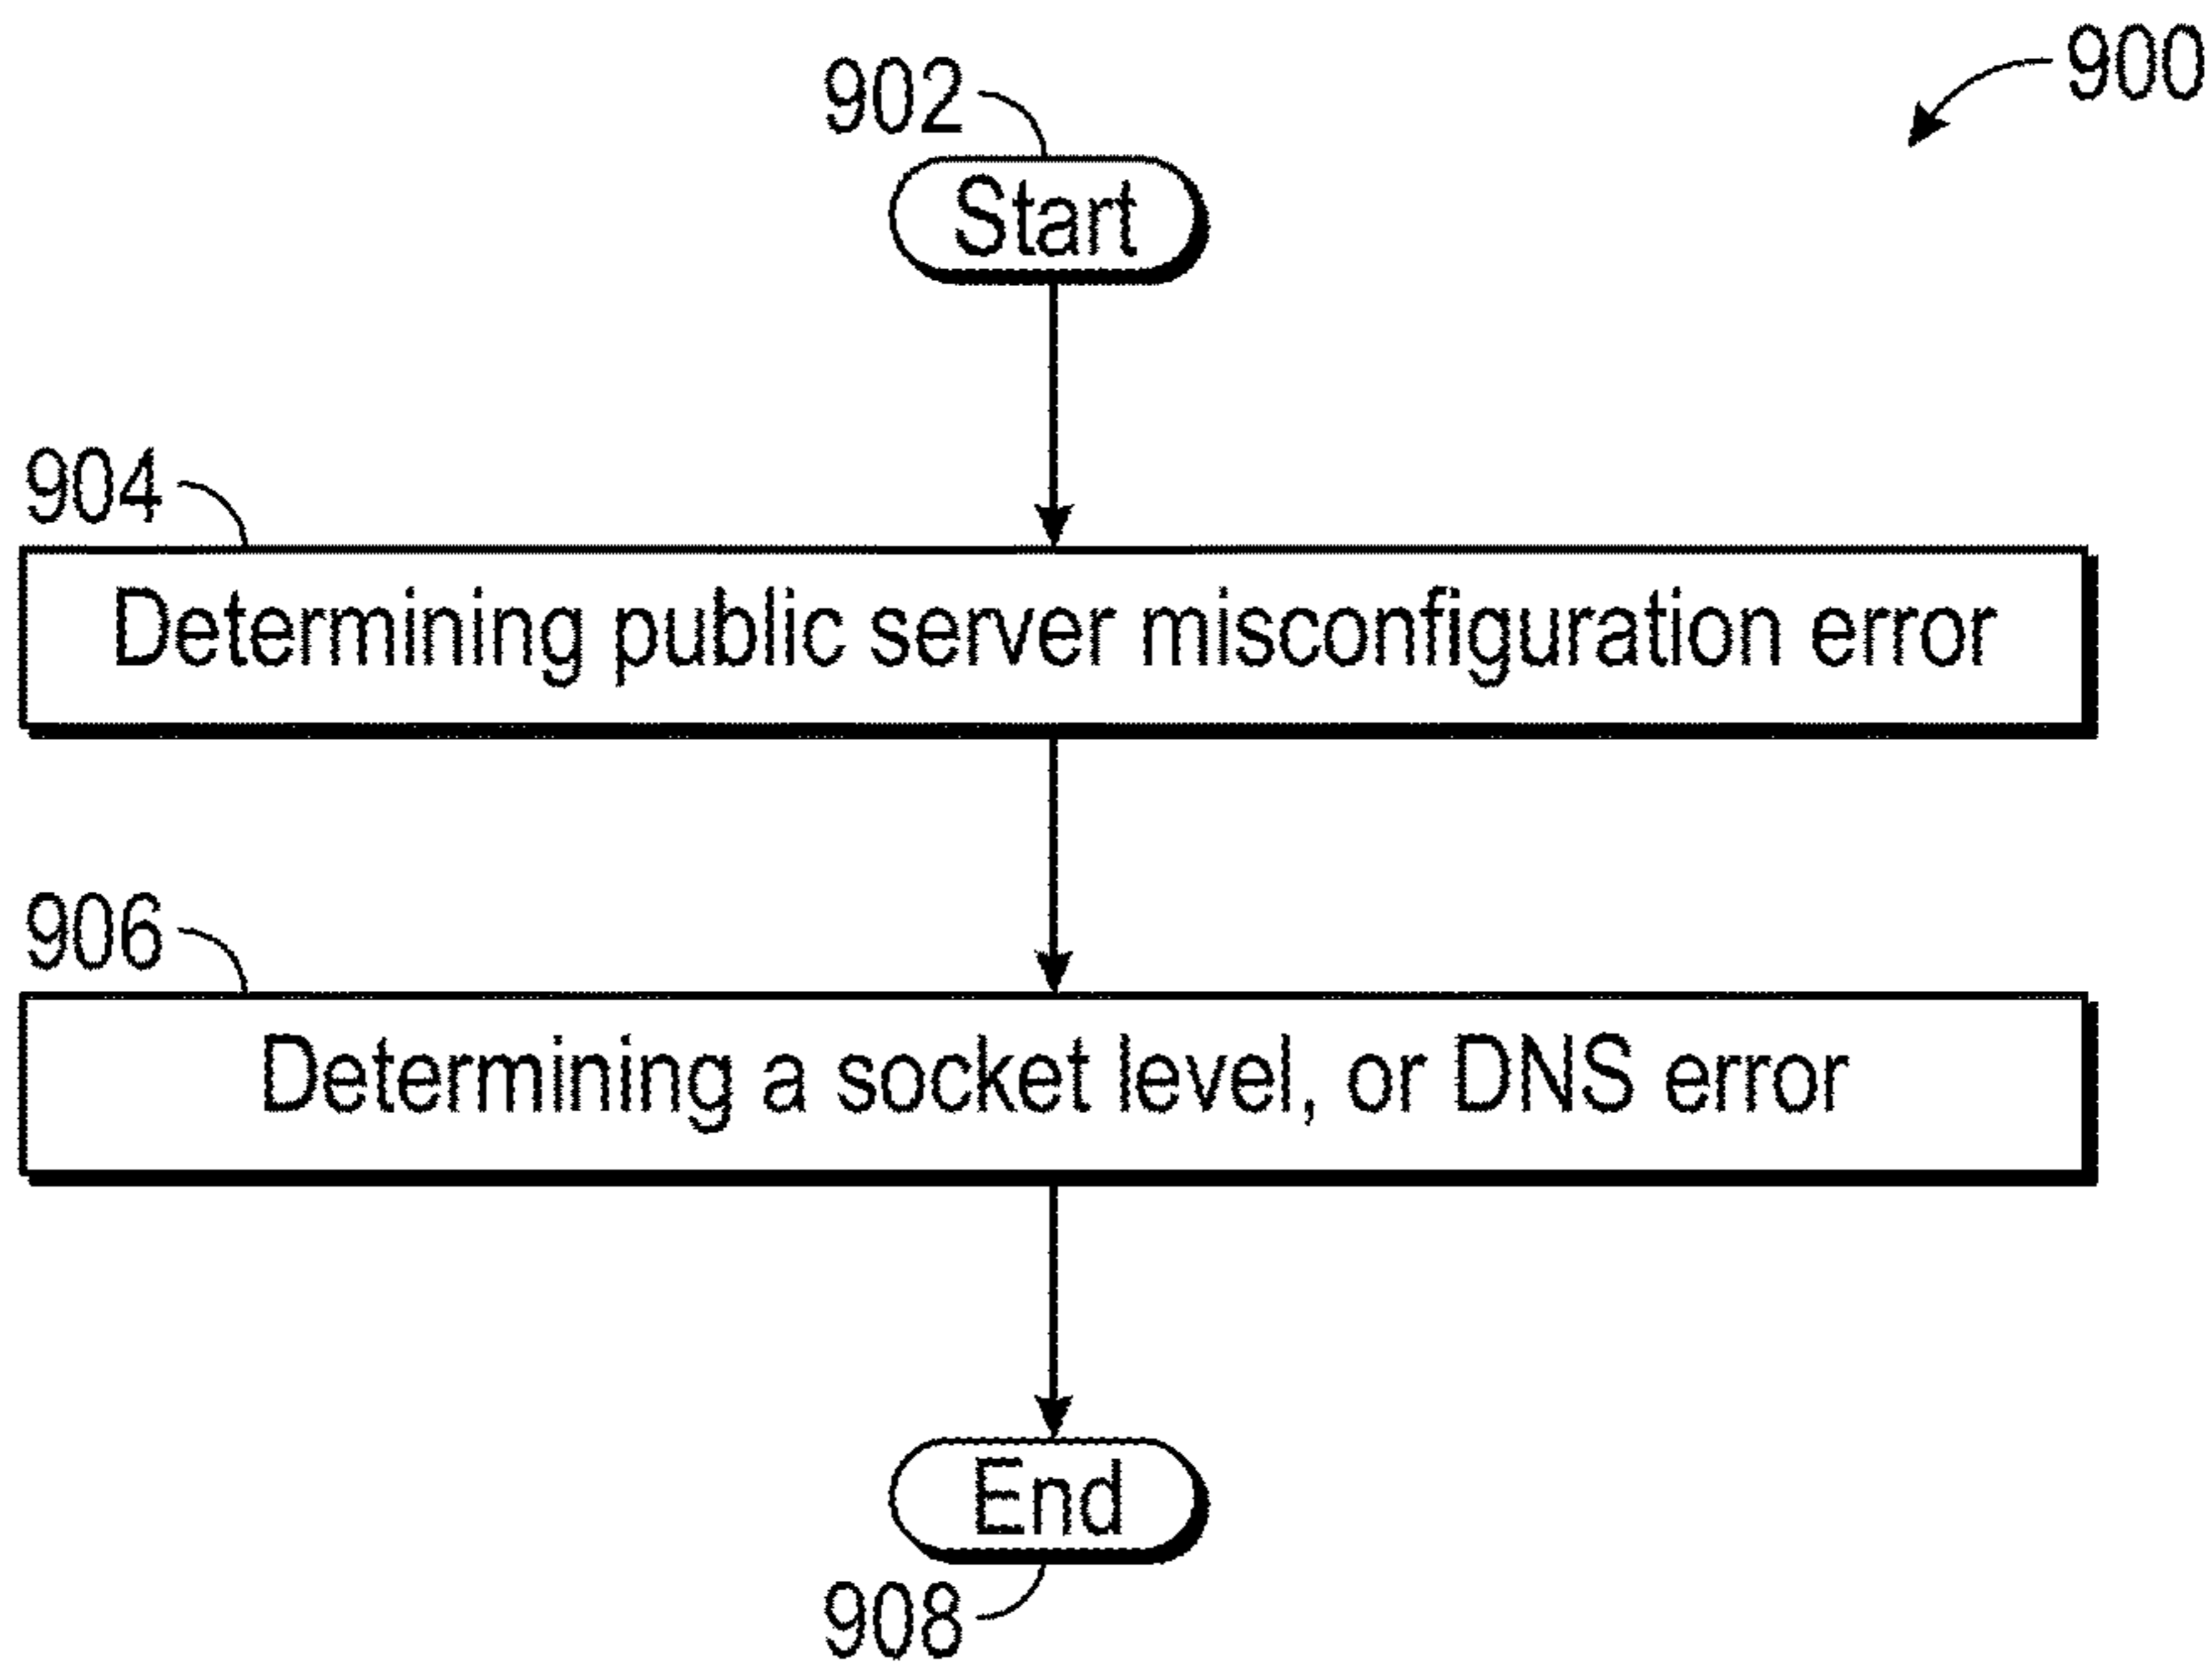 900
902
Start
904
Determining public server misconfiguration error
906
Determining a socket level, or DNS error
End
908